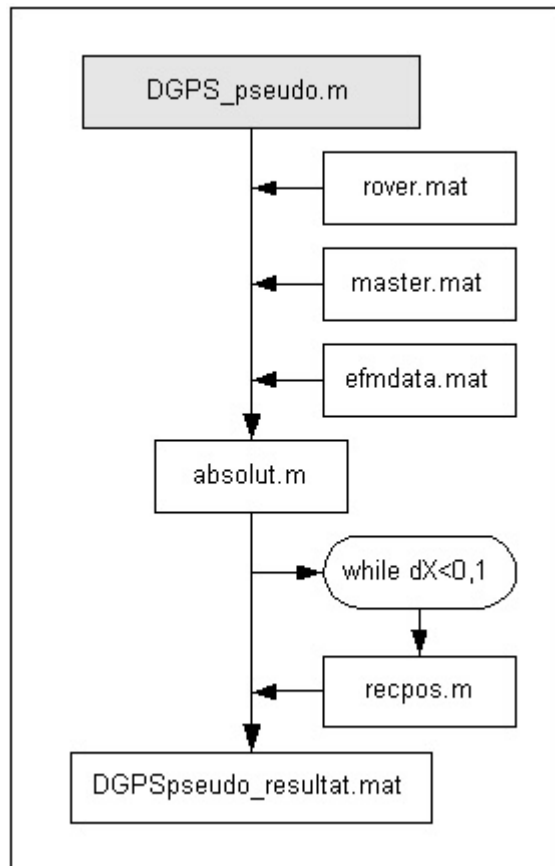 DGPS_pseudo.m
rover.mat
master.mat
efmdata.mat
absolut.m
while dX<0,1
recpos.m
DGPSpseudo_resultat.mat